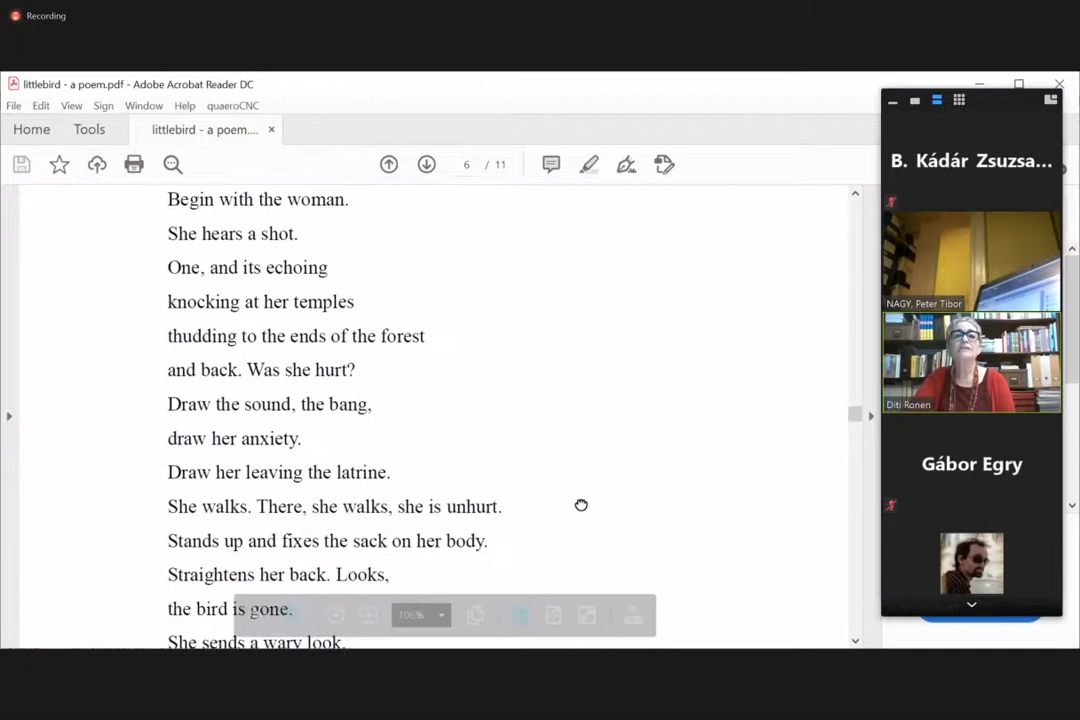 Recording
littlebird - a poem.pdf - Adobe Acrobat Reader DC
File Edit View Sign Window Help quaeroCNC
Home Tools littlebird - a poem.... ×
6 / 11
Begin with the woman.
She hears a shot.
One, and its echoing
knocking at her temples
thudding to the ends of the forest
and back. Was she hurt?
Draw the sound, the bang,
draw her anxiety.
Draw her leaving the latrine.
She walks. There, she walks, she is unhurt.
Stands up and fixes the sack on her body.
Straightens her back. Looks,
the bird is gone.
106%
She sends a wary look.
B. Kádár Zsuzsa...
NAGY, Peter Tibor
Diti Ronen
Gábor Egry